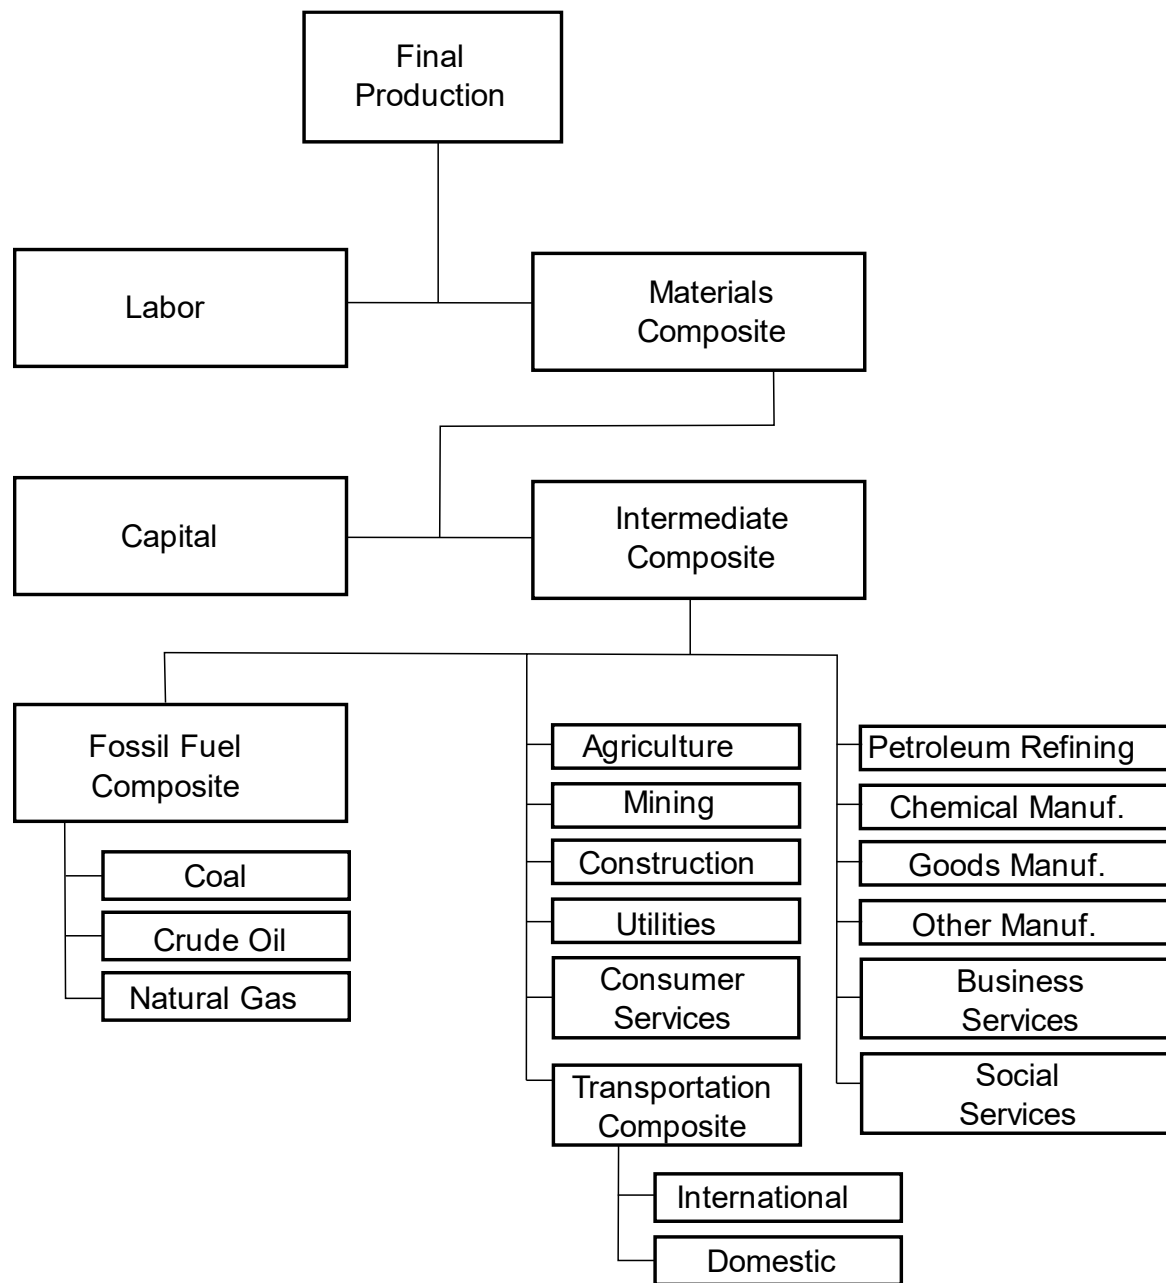 Final
Production
Labor
Materials
Composite
Capital
Intermediate
Composite
Fossil Fuel
Composite
Coal
Crude Oil
Natural Gas
Agriculture
Mining
Construction
Utilities
Consumer
Services
Transportation
Composite
International
Domestic
Petroleum Refining
Chemical Manuf.
Goods Manuf.
Other Manuf.
Business
Services
Social
Services